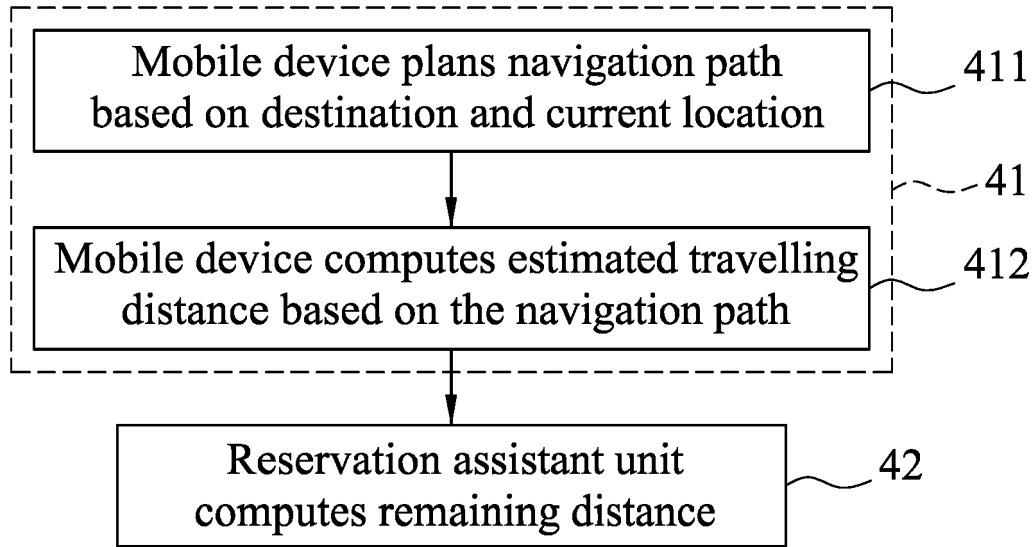 Mobile device plans navigation path
based on destination and current location
411
41
Mobile device computes estimated travelling
distance based on the navigation path
412
Reservation assistant unit
computes remaining distance
42